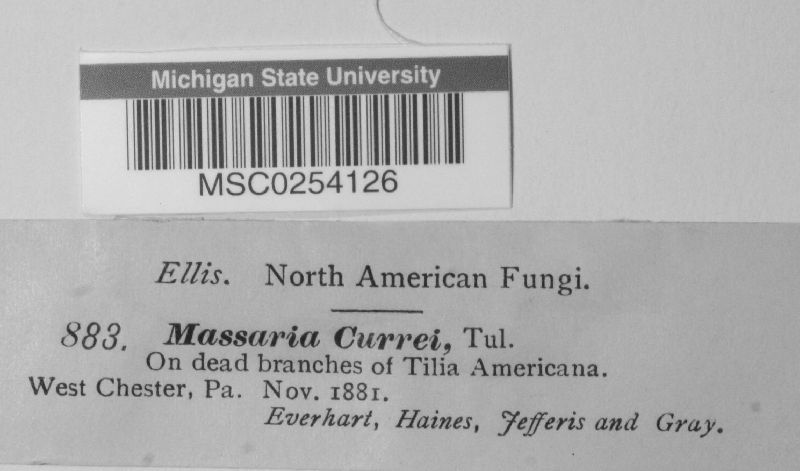 Michigan State University
MSC0254126
Ellis. North American Fungi.
883. Massaria Currei, Tul.
On dead branches of Tilia Americana.
West Chester, Pa. Nov. 1881.
Everhart, Haines, Jefferis and Gray.